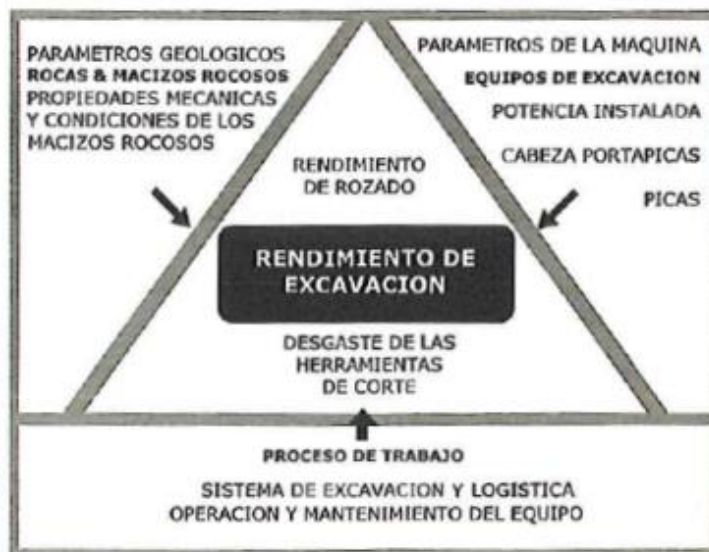 PARAMETROS GEOLOGICOS
ROCAS & MACIZOS ROCOSOS
PROPIEDADES MECANICAS
Y CONDICIONES DE LOS
MACIZOS ROCOSOS
PARAMETROS DE LA MAQUINA
EQUIPOS DE EXCAVACION
POTENCIA INSTALADA
CABEZA PORTAPICAS
PICAS
RENDIMIENTO
DE ROZADO
RENDIMIENTO DE
EXCAVACION
DESGASTE DE LAS
HERRAMIENTAS
DE CORTE
PROCESO DE TRABAJO
SISTEMA DE EXCAVACION Y LOGISTICA
OPERACION Y MANTENIMIENTO DEL EQUIPO